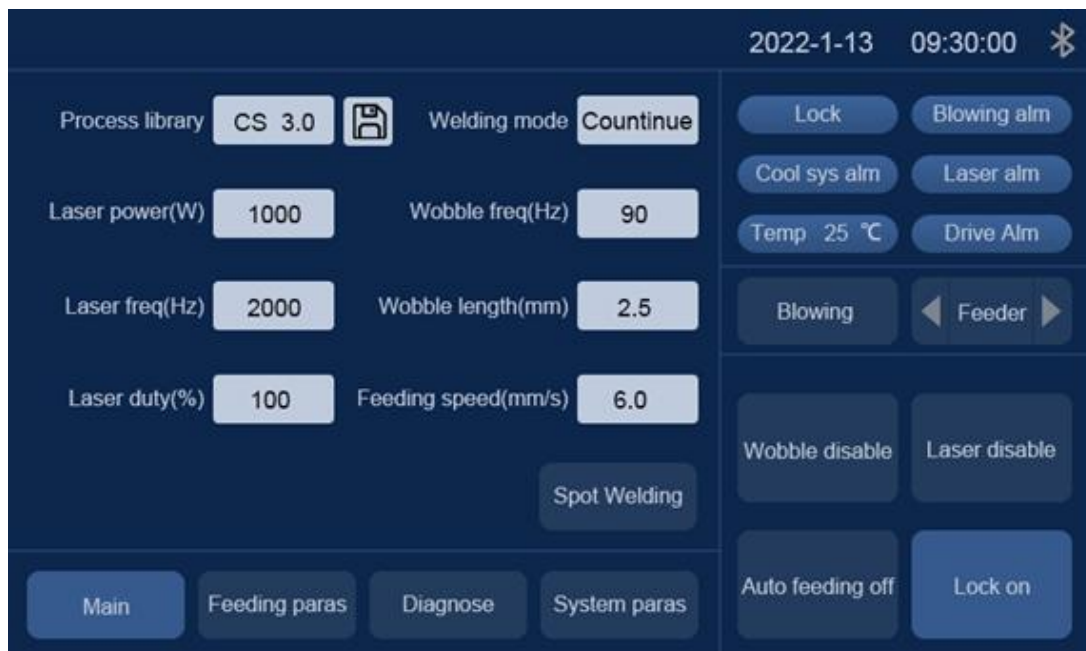 2022-1-13 09:30:00
Process library CS 3.0 Welding mode Countinue
Laser power(W) 1000 Wobble freq(Hz) 90
Laser freq(Hz) 2000 Wobble length(mm) 2.5
Laser duty(%) 100 Feeding speed(mm/s) 6.0
Spot Welding
Main Feeding paras Diagnose System paras
Lock Blowing alm
Cool sys alm Laser alm
Temp 25 ℃ Drive Alm
Blowing Feeder
Wobble disable Laser disable
Auto feeding off Lock on